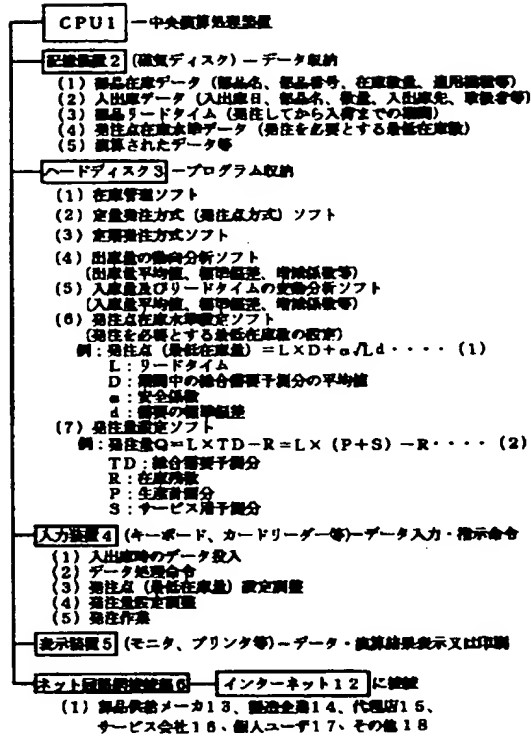 CPU1 ー中央演算処理装置
記憶装置2 (磁気ディスク)ーデータ収納
(1) 部品在庫データ (部品名、部品番号、在庫数量、適用機種等)
(2) 入出庫データ (入出庫日、部品名、数量、入出庫先、取扱者等)
(3) 部品リードタイム (発注してから入荷までの期間)
(4) 発注点在庫水準データ (発注を必要とする最低在庫数)
(5) 演算されたデータ等
ハードディスク3 ープログラム収納
(1) 在庫管理ソフト
(2) 定量発注方式 (発注点方式) ソフト
(3) 定期発注方式ソフト
(4) 出庫量の動向分析ソフト
(出庫量平均値、標準偏差、増減係数等)
(5) 入庫量及びリードタイムの変動分析ソフト
(入庫量平均値、標準偏差、増減係数等)
(6) 発注点在庫水準設定ソフト
(発注を必要とする最低在庫数の設定)
例:発注点 (最低在庫量) =L×D+α√Ld・・・・ (1)
L:リードタイム
D:期間中の総合需要予測分の平均値
α:安全係数
d:需要の標準偏差
(7) 発注量設定ソフト
例:発注量Q=L×TD−R=L× (P+S) −R・・・・ (2)
TD:総合需要予測分
R:在庫残数
P:生産計画分
S:サービス用予測分
入力装置4 (キーボード、カードリーダー等)ーデータ入力・指示命令
(1) 入出庫時のデータ投入
(2) データ処理命令
(3) 発注点 (最低在庫量) 設定調整
(4) 発注量設定調整
(5) 発注作業
表示装置5 (モニタ、プリンタ等)ーデータ・演算結果表示又は印刷
ネット回路網接続部6 ー インターネット12 に接続
(1) 部品供給メーカ13、製造企業14、代理店15、
サービス会社16、個人ユーザ17、その他18